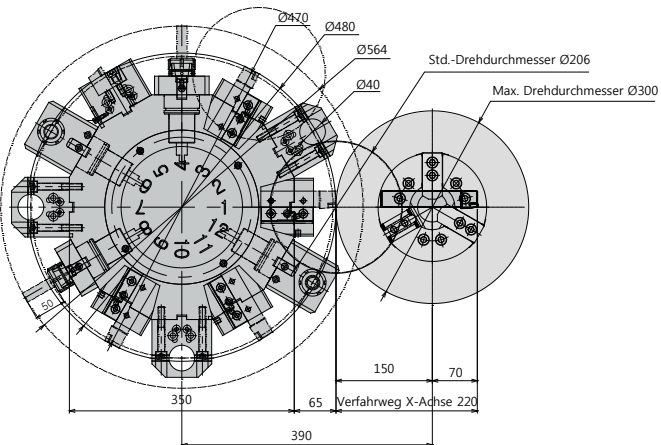 Ø470
Ø480
Ø564
Ø40
Std.-Drehdurchmesser Ø206
Max. Drehdurchmesser Ø300
1
2
3
4
5
6
7
8
9
10
11
12
50
150
70
350
65
Verfahrweg X-Achse 220
390